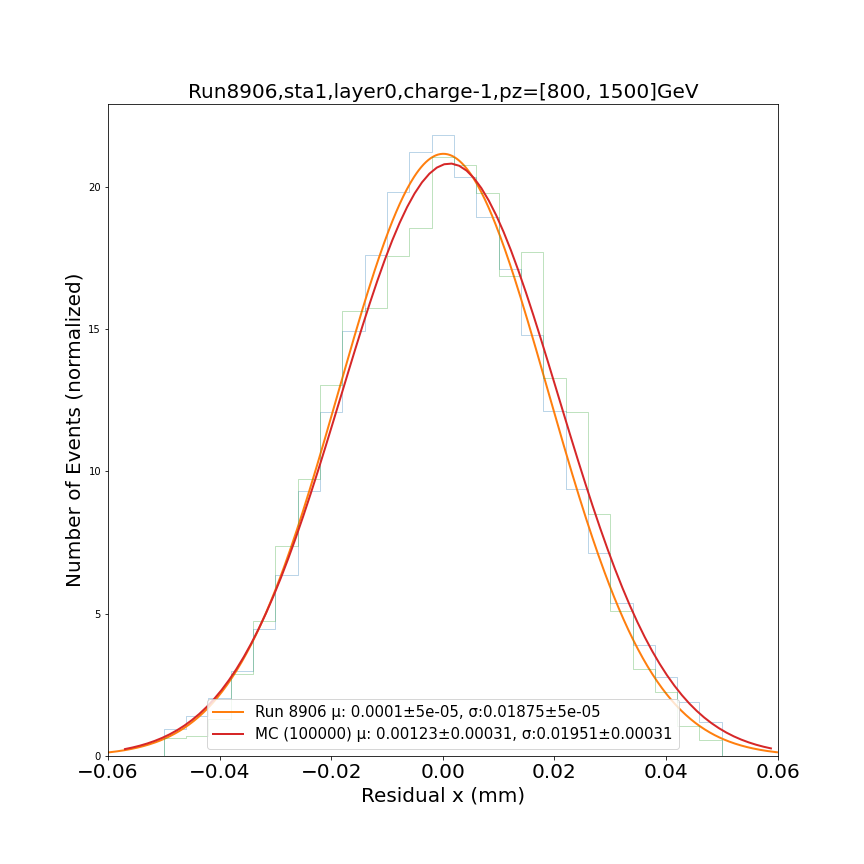 Run8906,sta1,layer0,charge-1,pz=[800, 1500]GeV
Number of Events (normalized)
20
15
10
5
0
Run 8906 μ: 0.0001±5e-05, σ:0.01875±5e-05
MC (100000) μ: 0.00123±0.00031, σ:0.01951±0.00031
−0.06 −0.04 −0.02 0.00 0.02 0.04 0.06
Residual x (mm)